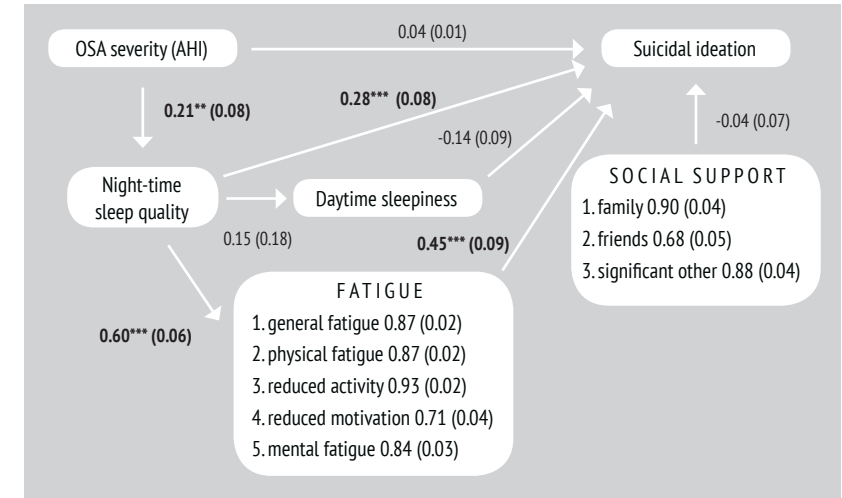 0.04 (0.01)
OSA severity (AHI)
Suicidal ideation
0.21** (0.08)
0.28*** (0.08)
-0.14 (0.09)
-0.04 (0.07)
Night-time
sleep quality
Daytime sleepiness
0.15 (0.18)
0.45*** (0.09)
SOCIAL SUPPORT
1. family 0.90 (0.04)
2. friends 0.68 (0.05)
3. significant other 0.88 (0.04)
0.60*** (0.06)
FATIGUE
1. general fatigue 0.87 (0.02)
2. physical fatigue 0.87 (0.02)
3. reduced activity 0.93 (0.02)
4. reduced motivation 0.71 (0.04)
5. mental fatigue 0.84 (0.03)